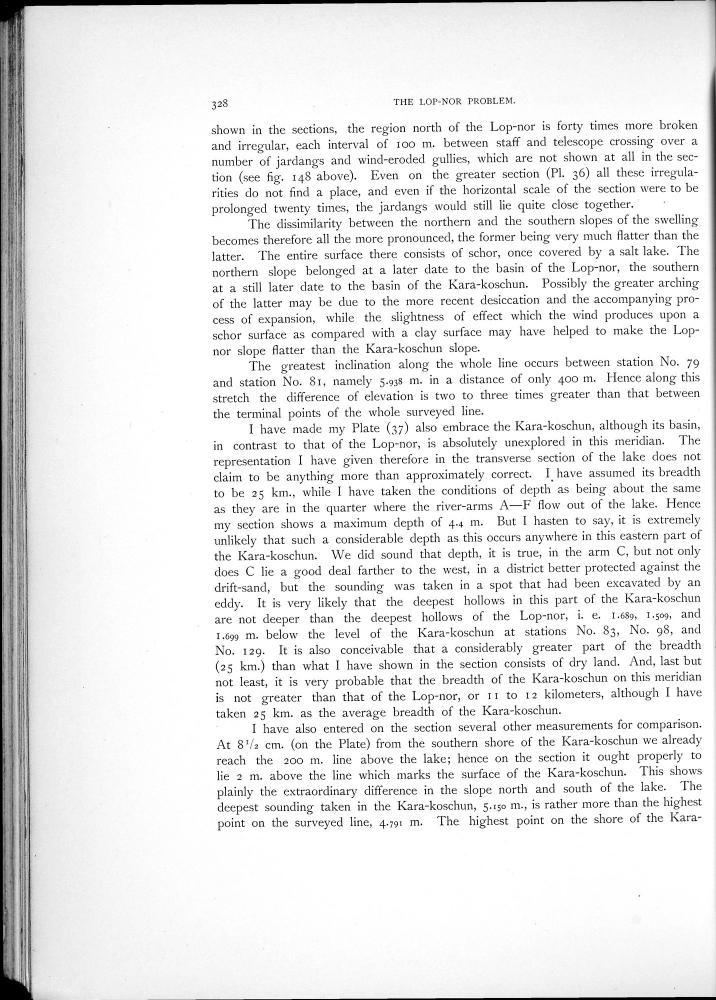 328
THE LOP-NOR PROBLEM.
shown in the sections, the region north of the Lop-nor is forty times more broken
and irregular, each interval of 100 m. between staff and telescope crossing over a
number of jardangs and wind-eroded gullies, which are not shown at all in the sec-
tion (see fig. 148 above). Even on the greater section (Pl. 36) all these irregula-
rities do not find a place, and even if the horizontal scale of the section were to be
prolonged twenty times, the jardangs would still lie quite close together.
The dissimilarity between the northern and the southern slopes of the swelling
becomes therefore all the more pronounced, the former being very much flatter than the
latter. The entire surface there consists of schor, once covered by a salt lake. The
northern slope belonged at a later date to the basin of the Lop-nor, the southern
at a still later date to the basin of the Kara-koschun. Possibly the greater arching
of the latter may be due to the more recent desiccation and the accompanying pro-
cess of expansion, while the slightness of effect which the wind produces upon a
schor surface as compared with a clay surface may have helped to make the Lop-
nor slope flatter than the Kara-koschun slope.
The greatest inclination along the whole line occurs between station No. 79
and station No. 81, namely 5.938 m. in a distance of only 400 m. Hence along this
stretch the difference of elevation is two to three times greater than that between
the terminal points of the whole surveyed line.
I have made my Plate (37) also embrace the Kara-koschun, although its basin,
in contrast to that of the Lop-nor, is absolutely unexplored in this meridian. The
representation I have given therefore in the transverse section of the lake does not
claim to be anything more than approximately correct. I have assumed its breadth
to be 25 km., while I have taken the conditions of depth as being about the same
as they are in the quarter where the river-arms A—F flow out of the lake. Hence
my section shows a maximum depth of 4.4 m. But I hasten to say, it is extremely
unlikely that such a considerable depth as this occurs anywhere in this eastern part of
the Kara-koschun. We did sound that depth, it is true, in the arm C, but not only
does C lie a good deal farther to the west, in a district better protected against the
drift-sand, but the sounding was taken in a spot that had been excavated by an
eddy. It is very likely that the deepest hollows in this part of the Kara-koschun
are not deeper than the deepest hollows of the Lop-nor, i. e. 1.689, 1.509, and
1.699 m. below the level of the Kara-koschun at stations No. 83, No. 98, and
No. 129. It is also conceivable that a considerably greater part of the breadth
(25 km.) than what I have shown in the section consists of dry land. And, last but
not least, it is very probable that the breadth of the Kara-koschun on this meridian
is not greater than that of the Lop-nor, or 11 to 12 kilometers, although I have
taken 25 km. as the average breadth of the Kara-koschun.
I have also entered on the section several other measurements for comparison.
At 8 1/2 cm. (on the Plate) from the southern shore of the Kara-koschun we already
reach the 200 m. line above the lake; hence on the section it ought properly to
lie 2 m. above the line which marks the surface of the Kara-koschun. This shows
plainly the extraordinary difference in the slope north and south of the lake. The
deepest sounding taken in the Kara-koschun, 5.150 m., is rather more than the highest
point on the surveyed line, 4.791 m. The highest point on the shore of the Kara-